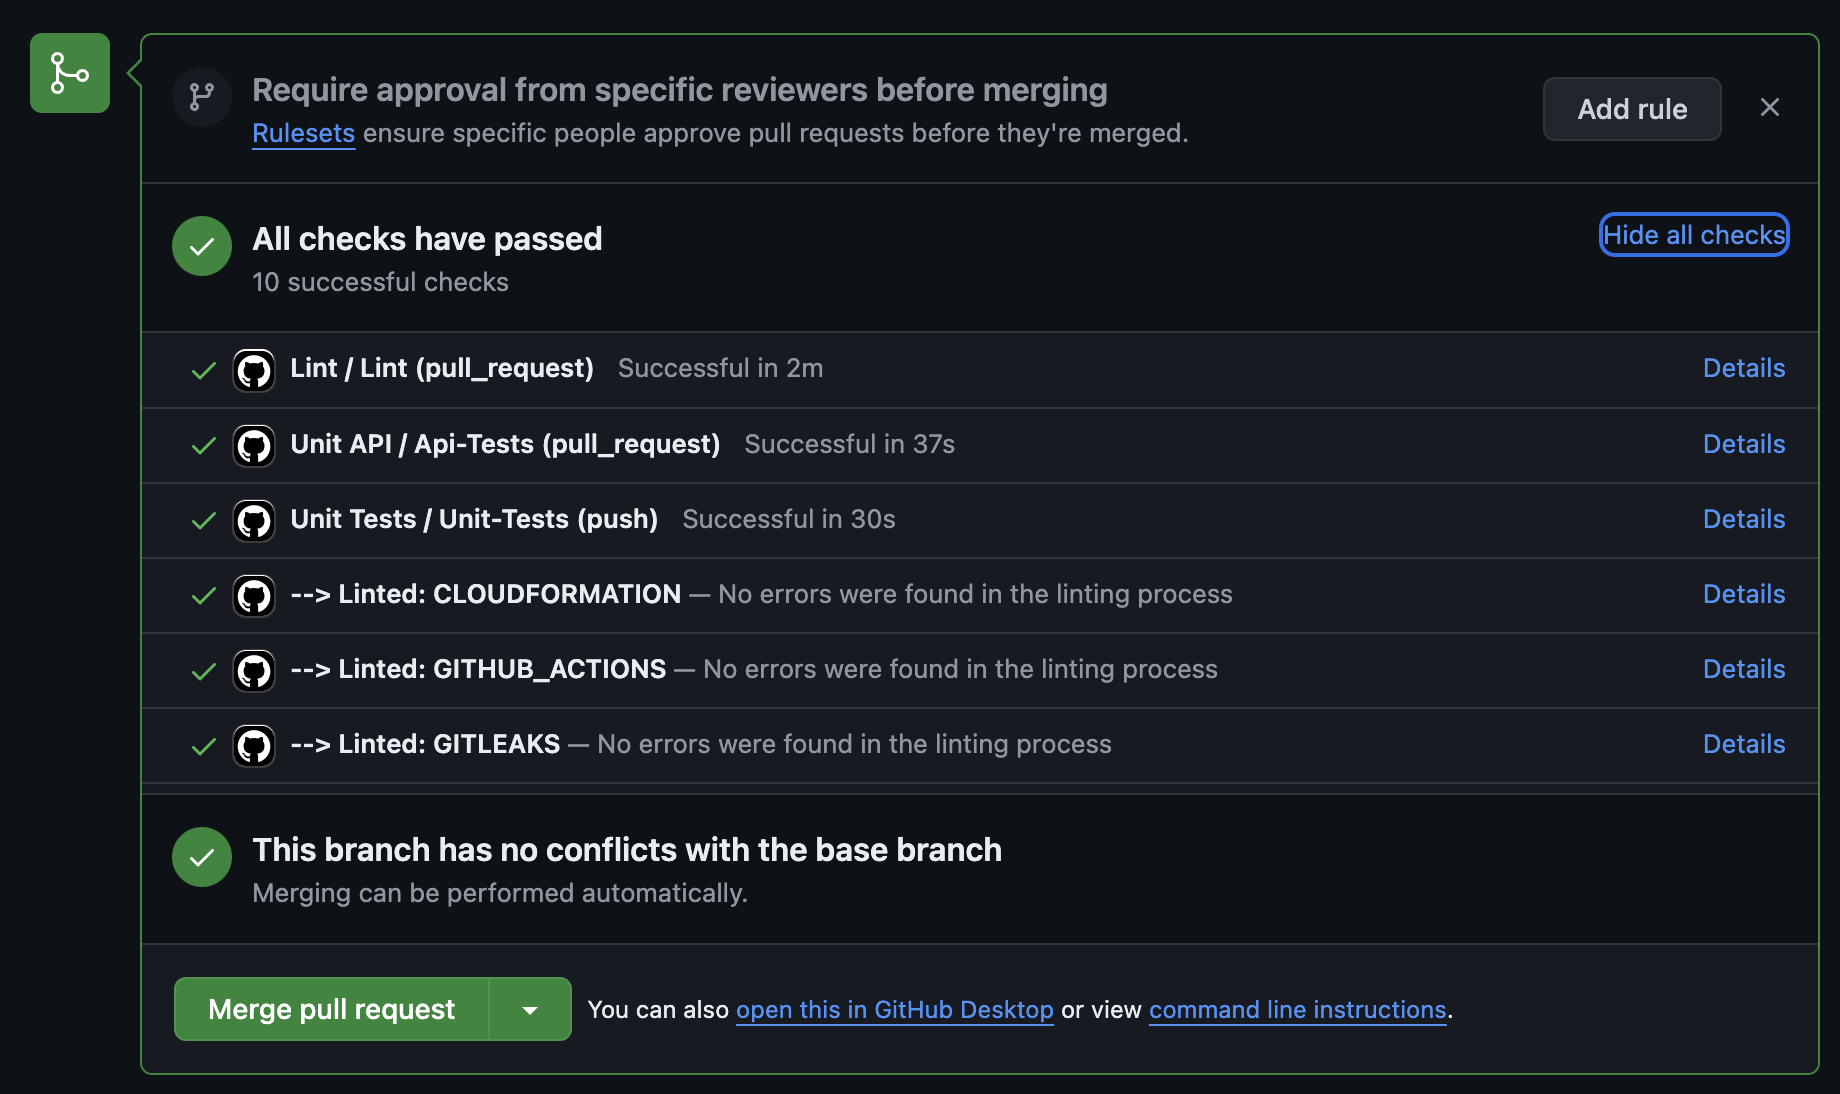 Require approval from specific reviewers before merging
Rulesets ensure specific people approve pull requests before they're merged.
Add rule
All checks have passed
10 successful checks
Hide all checks
Lint / Lint (pull_request) Successful in 2m Details
Unit API / Api-Tests (pull_request) Successful in 37s Details
Unit Tests / Unit-Tests (push) Successful in 30s Details
--> Linted: CLOUDFORMATION — No errors were found in the linting process Details
--> Linted: GITHUB_ACTIONS — No errors were found in the linting process Details
--> Linted: GITLEAKS — No errors were found in the linting process Details
This branch has no conflicts with the base branch
Merging can be performed automatically.
Merge pull request You can also open this in GitHub Desktop or view command line instructions.